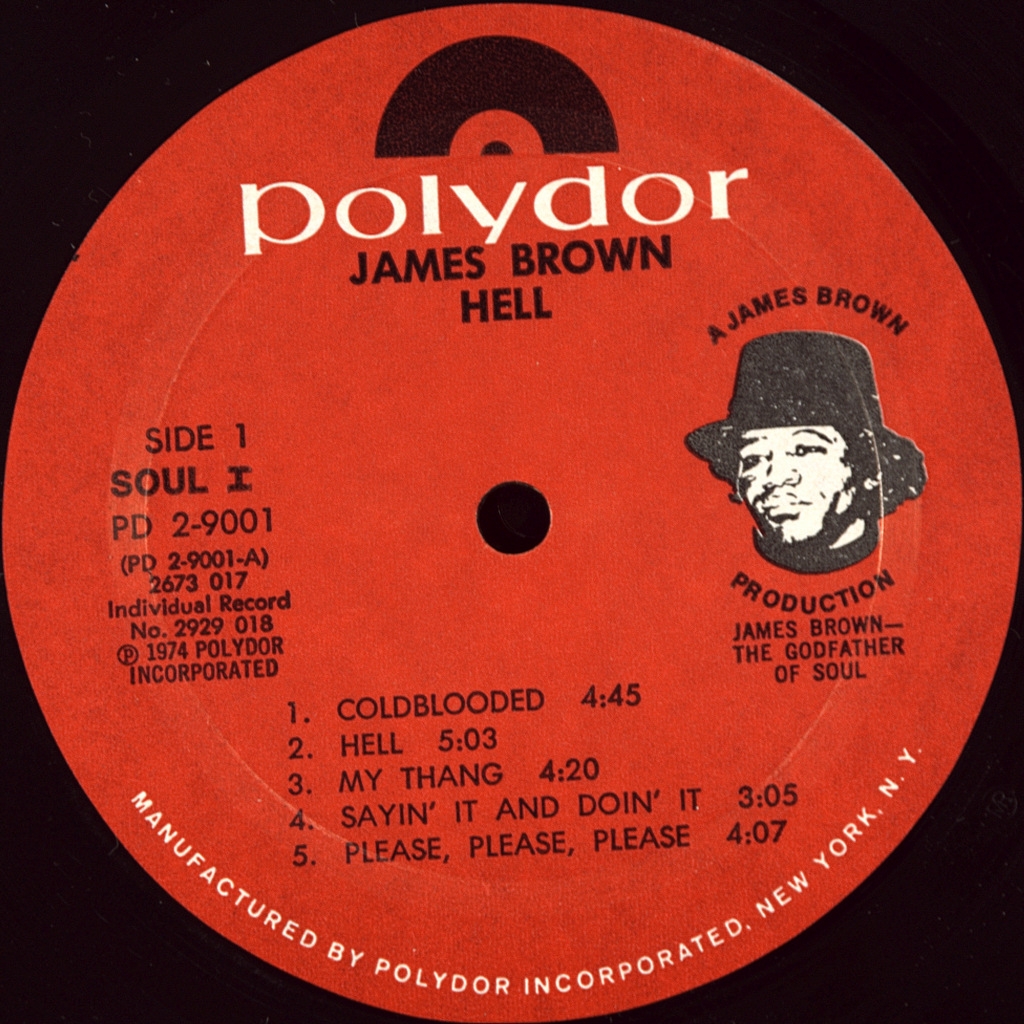 polydor
JAMES BROWN
HELL
A JAMES BROWN
PRODUCTION
JAMES BROWN—
THE GODFATHER
OF SOUL
SIDE 1
SOUL I
PD 2-9001
(PD 2-9001-A)
2673 017
Individual Record
No. 2929 018
℗ 1974 POLYDOR
INCORPORATED
1. COLDBLOODED 4:45
2. HELL 5:03
3. MY THANG 4:20
4. SAYIN' IT AND DOIN' IT 3:05
5. PLEASE, PLEASE, PLEASE 4:07
MANUFACTURED BY POLYDOR INCORPORATED, NEW YORK, N. Y.